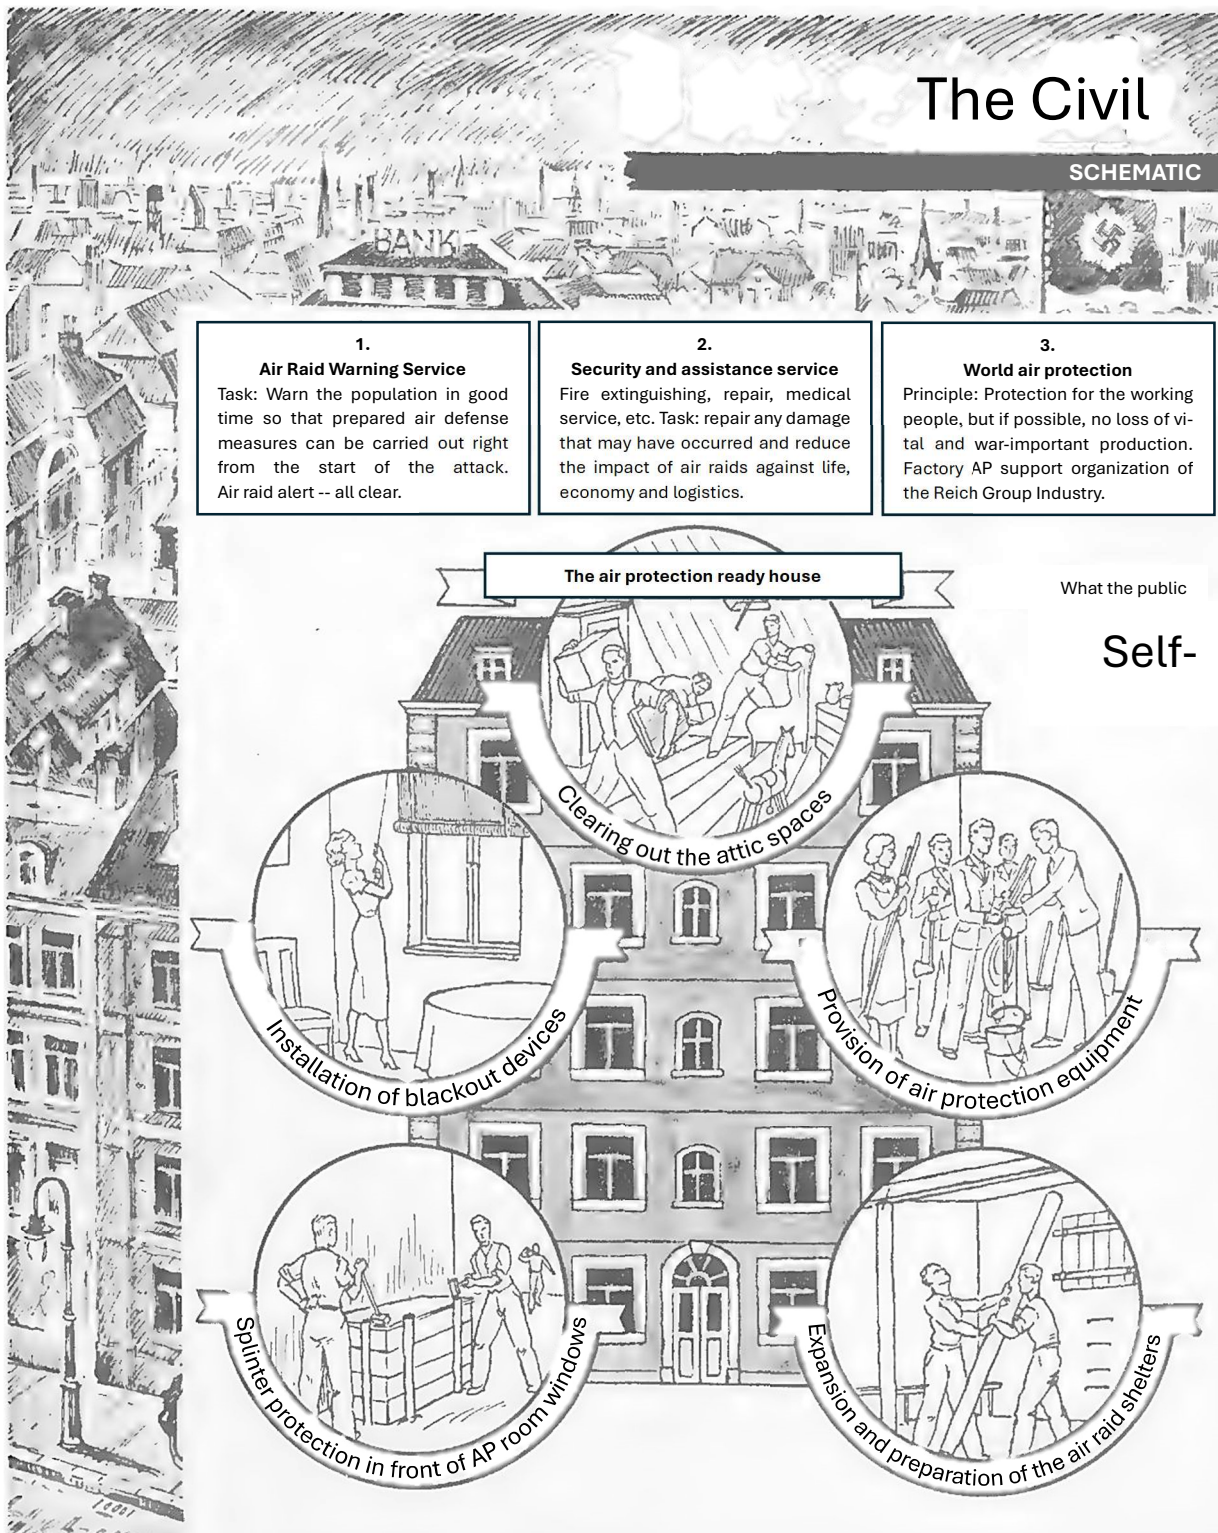 The Civil
SCHEMATIC
BANK
1.
Air Raid Warning Service
Task: Warn the population in good
time so that prepared air defense
measures can be carried out right
from the start of the attack.
Air raid alert -- all clear.
2.
Security and assistance service
Fire extinguishing, repair, medical
service, etc. Task: repair any damage
that may have occurred and reduce
the impact of air raids against life,
economy and logistics.
3.
World air protection
Principle: Protection for the working
people, but if possible, no loss of vi-
tal and war-important production.
Factory AP support organization of
the Reich Group Industry.
The air protection ready house
What the public
Self-
Clearing out the attic spaces
Installation of blackout devices
Provision of air protection equipment
Splinter protection in front of AP room windows
Expansion and preparation of the air raid shelters